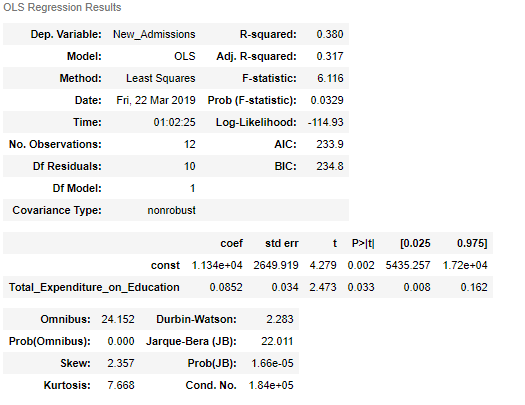 OLS Regression Results
Dep. Variable: New_Admissions R-squared: 0.380
Model: OLS Adj. R-squared: 0.317
Method: Least Squares F-statistic: 6.116
Date: Fri, 22 Mar 2019 Prob (F-statistic): 0.0329
Time: 01:02:25 Log-Likelihood: -114.93
No. Observations: 12 AIC: 233.9
Df Residuals: 10 BIC: 234.8
Df Model: 1
Covariance Type: nonrobust
coef std err t P>|t| [0.025 0.975]
const 1.134e+04 2649.919 4.279 0.002 5435.257 1.72e+04
Total_Expenditure_on_Education 0.0852 0.034 2.473 0.033 0.008 0.162
Omnibus: 24.152 Durbin-Watson: 2.283
Prob(Omnibus): 0.000 Jarque-Bera (JB): 22.011
Skew: 2.357 Prob(JB): 1.66e-05
Kurtosis: 7.668 Cond. No. 1.84e+05